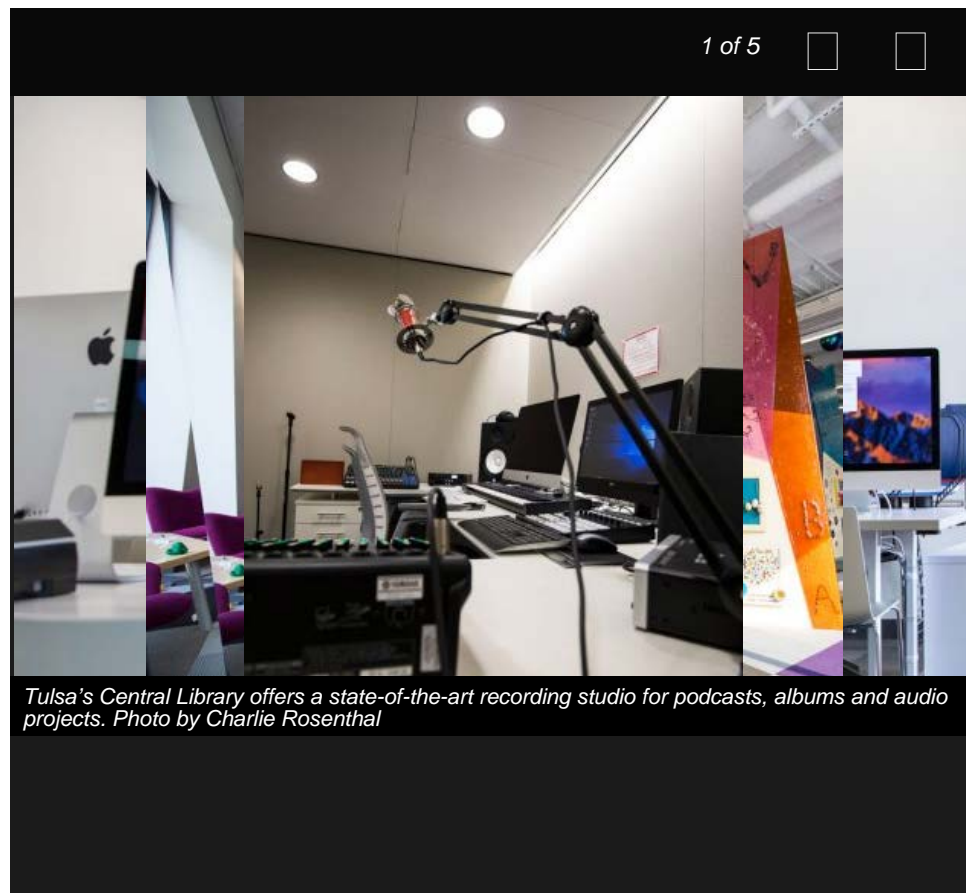 1 of 5
Tulsa's Central Library offers a state-of-the-art recording studio for podcasts, albums and audio
projects. Photo by Charlie Rosenthal